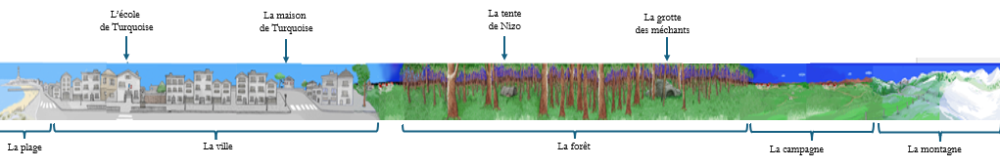 L'école
de Turquoise
La maison
de Turquoise
La tente
de Nizo
La grotte
des méchants
La plage
La ville
La forêt
La campagne
La montagne